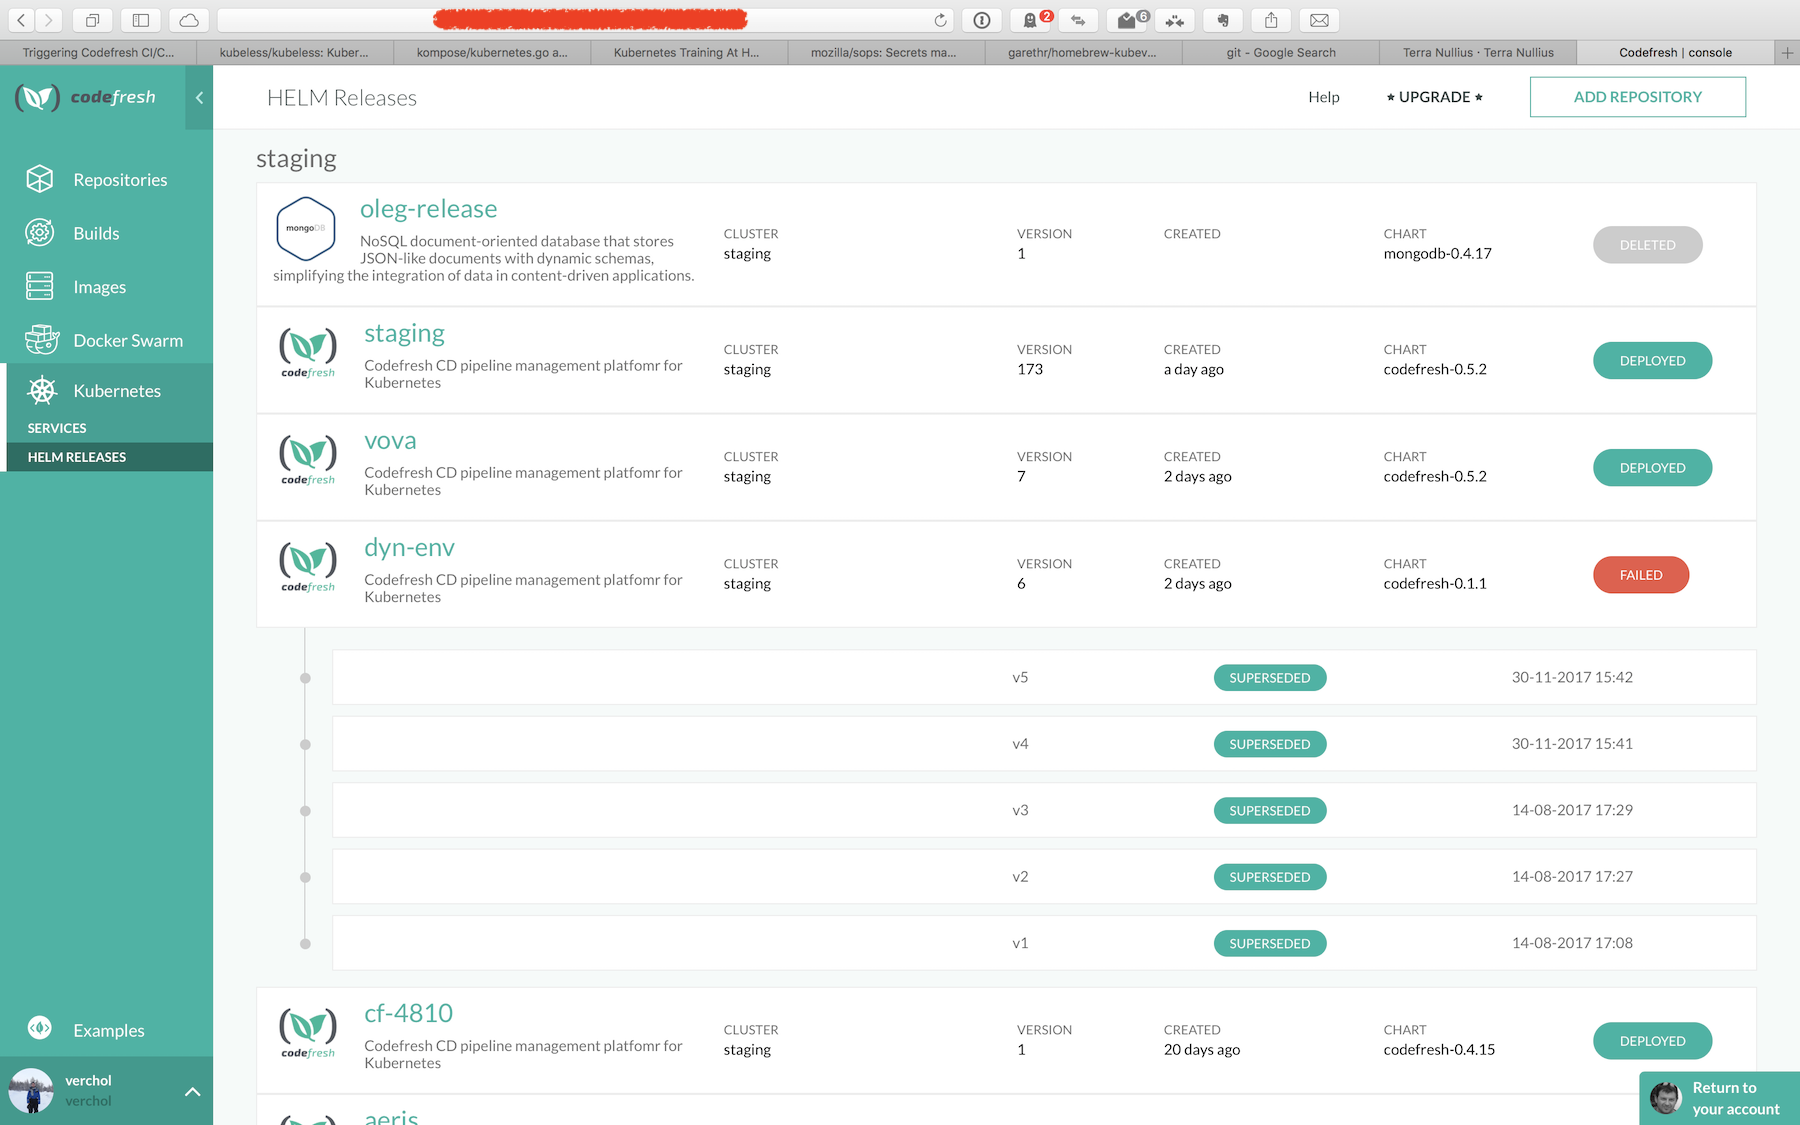 2
6
Triggering Codefresh CI/C...
kubeless/kubeless: Kuber...
kompose/kubernetes.go a...
Kubernetes Training At H...
mozilla/sops: Secrets ma...
garethr/homebrew-kubev...
git - Google Search
Terra Nullius · Terra Nullius
Codefresh | console
codefresh
HELM Releases
Help
★ UPGRADE ★
ADD REPOSITORY
Repositories
Builds
Images
Docker Swarm
Kubernetes
SERVICES
HELM RELEASES
Examples
verchol
verchol
staging
mongoDB
oleg-release
NoSQL document-oriented database that stores
JSON-like documents with dynamic schemas,
simplifying the integration of data in content-driven applications.
CLUSTER
staging
VERSION
1
CREATED
CHART
mongodb-0.4.17
DELETED
codefresh
staging
Codefresh CD pipeline management platfomr for
Kubernetes
CLUSTER
staging
VERSION
173
CREATED
a day ago
CHART
codefresh-0.5.2
DEPLOYED
codefresh
vova
Codefresh CD pipeline management platfomr for
Kubernetes
CLUSTER
staging
VERSION
7
CREATED
2 days ago
CHART
codefresh-0.5.2
DEPLOYED
codefresh
dyn-env
Codefresh CD pipeline management platfomr for
Kubernetes
CLUSTER
staging
VERSION
6
CREATED
2 days ago
CHART
codefresh-0.1.1
FAILED
v5 SUPERSEDED 30-11-2017 15:42
v4 SUPERSEDED 30-11-2017 15:41
v3 SUPERSEDED 14-08-2017 17:29
v2 SUPERSEDED 14-08-2017 17:27
v1 SUPERSEDED 14-08-2017 17:08
codefresh
cf-4810
Codefresh CD pipeline management platfomr for
Kubernetes
CLUSTER
staging
VERSION
1
CREATED
20 days ago
CHART
codefresh-0.4.15
DEPLOYED
aeris
Return to
your account